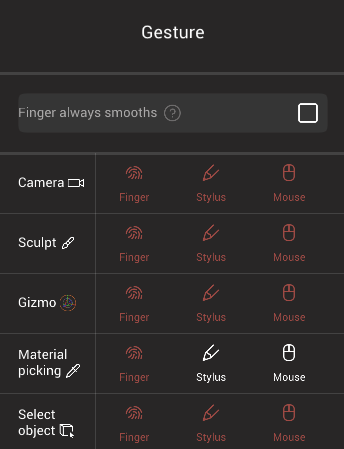 Gesture
Finger always smooths ?
Camera
Finger Stylus Mouse
Sculpt
Finger Stylus Mouse
Gizmo
Finger Stylus Mouse
Material
picking
Finger Stylus Mouse
Select
object
Finger Stylus Mouse